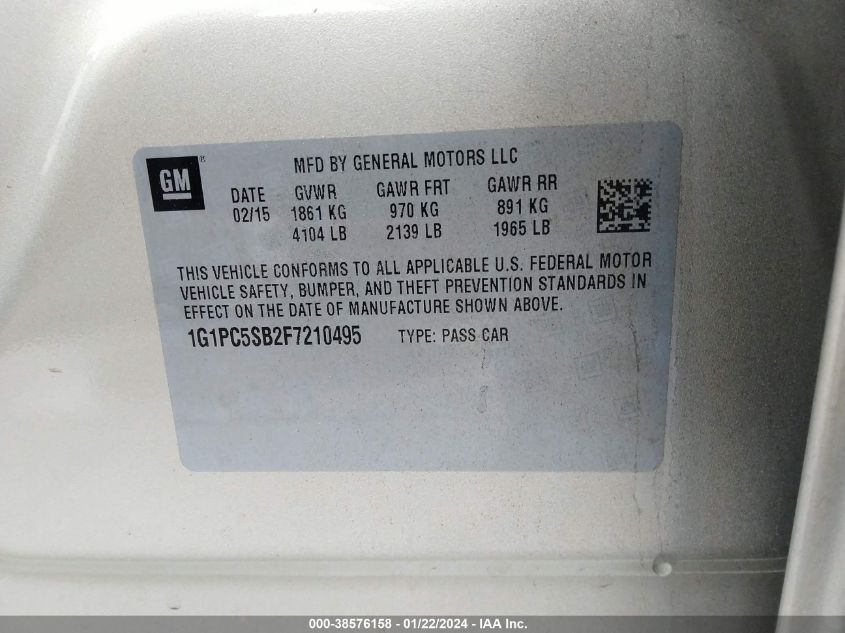 GM ®
MFD BY GENERAL MOTORS LLC
DATE GVWR GAWR FRT GAWR RR
02/15 1861 KG 970 KG 891 KG
4104 LB 2139 LB 1965 LB
THIS VEHICLE CONFORMS TO ALL APPLICABLE U.S. FEDERAL MOTOR
VEHICLE SAFETY, BUMPER, AND THEFT PREVENTION STANDARDS IN
EFFECT ON THE DATE OF MANUFACTURE SHOWN ABOVE.
1G1PC5SB2F7210495 TYPE: PASS CAR
000-38576158 - 01/22/2024 - IAA Inc.